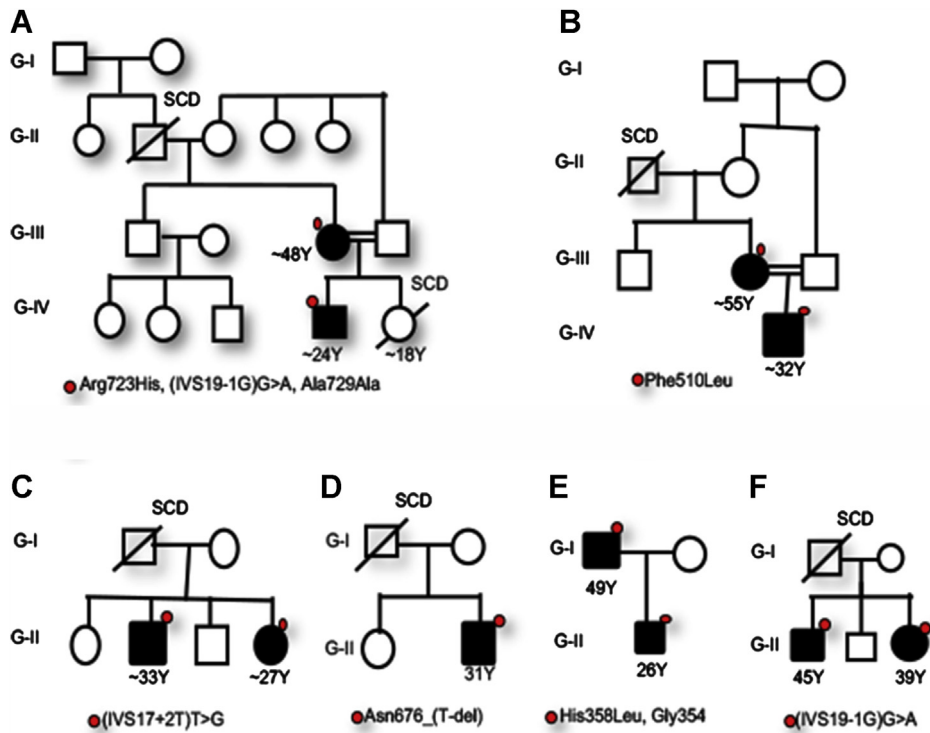 A
G-I
SCD
G-II
G-III
~48Y
SCD
G-IV
~24Y
~18Y
Arg723His, (IVS19-1G)G>A, Ala729Ala
B
G-I
SCD
G-II
G-III
~55Y
G-IV
~32Y
Phe510Leu
C
SCD
G-I
G-II
~33Y
~27Y
(IVS17+2T)T>G
D
SCD
G-I
G-II
31Y
Asn676_(T-del)
E
G-I
49Y
G-II
26Y
His358Leu, Gly354
F
SCD
G-I
G-II
45Y
39Y
(IVS19-1G)G>A